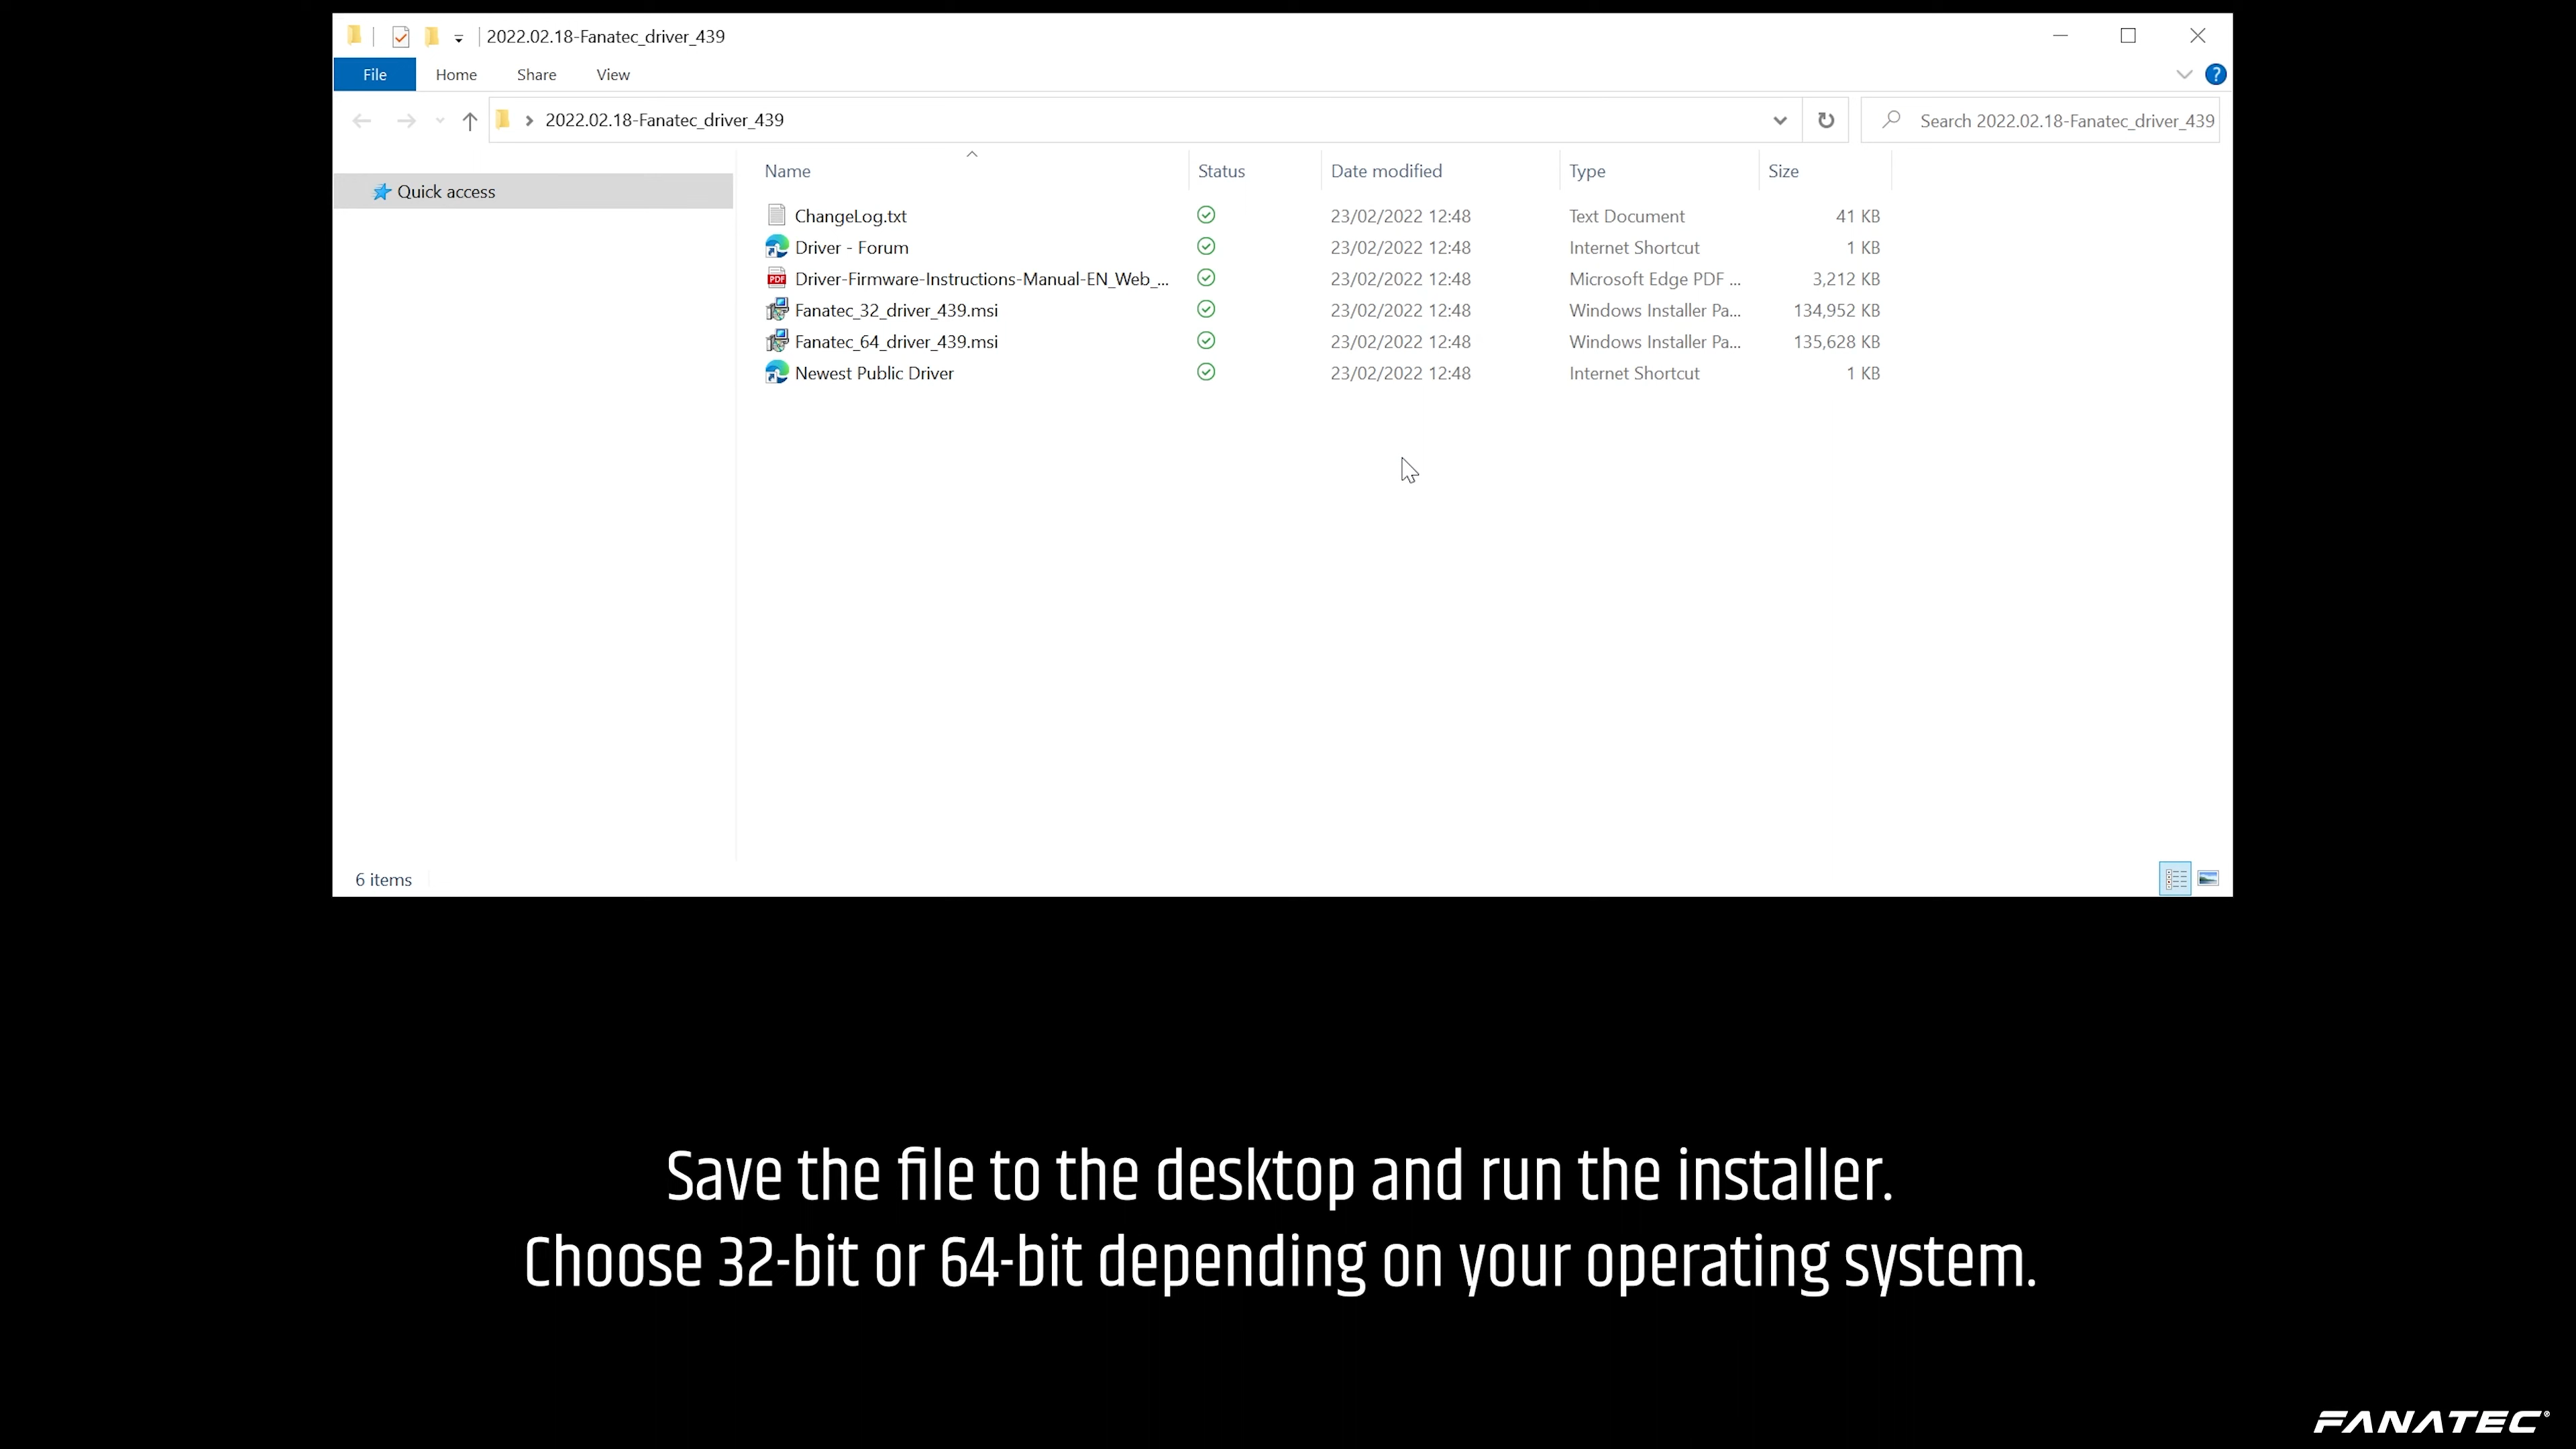 2022.02.18-Fanatec_driver_439
File Home Share View
2022.02.18-Fanatec_driver_439 Search 2022.02.18-Fanatec_driver_439
Quick access
Name Status Date modified Type Size
ChangeLog.txt 23/02/2022 12:48 Text Document 41 KB
Driver - Forum 23/02/2022 12:48 Internet Shortcut 1 KB
PDF Driver-Firmware-Instructions-Manual-EN_Web_... 23/02/2022 12:48 Microsoft Edge PDF ... 3,212 KB
Fanatec_32_driver_439.msi 23/02/2022 12:48 Windows Installer Pa... 134,952 KB
Fanatec_64_driver_439.msi 23/02/2022 12:48 Windows Installer Pa... 135,628 KB
Newest Public Driver 23/02/2022 12:48 Internet Shortcut 1 KB
6 items
Save the file to the desktop and run the installer.
Choose 32-bit or 64-bit depending on your operating system.
FANATEC®